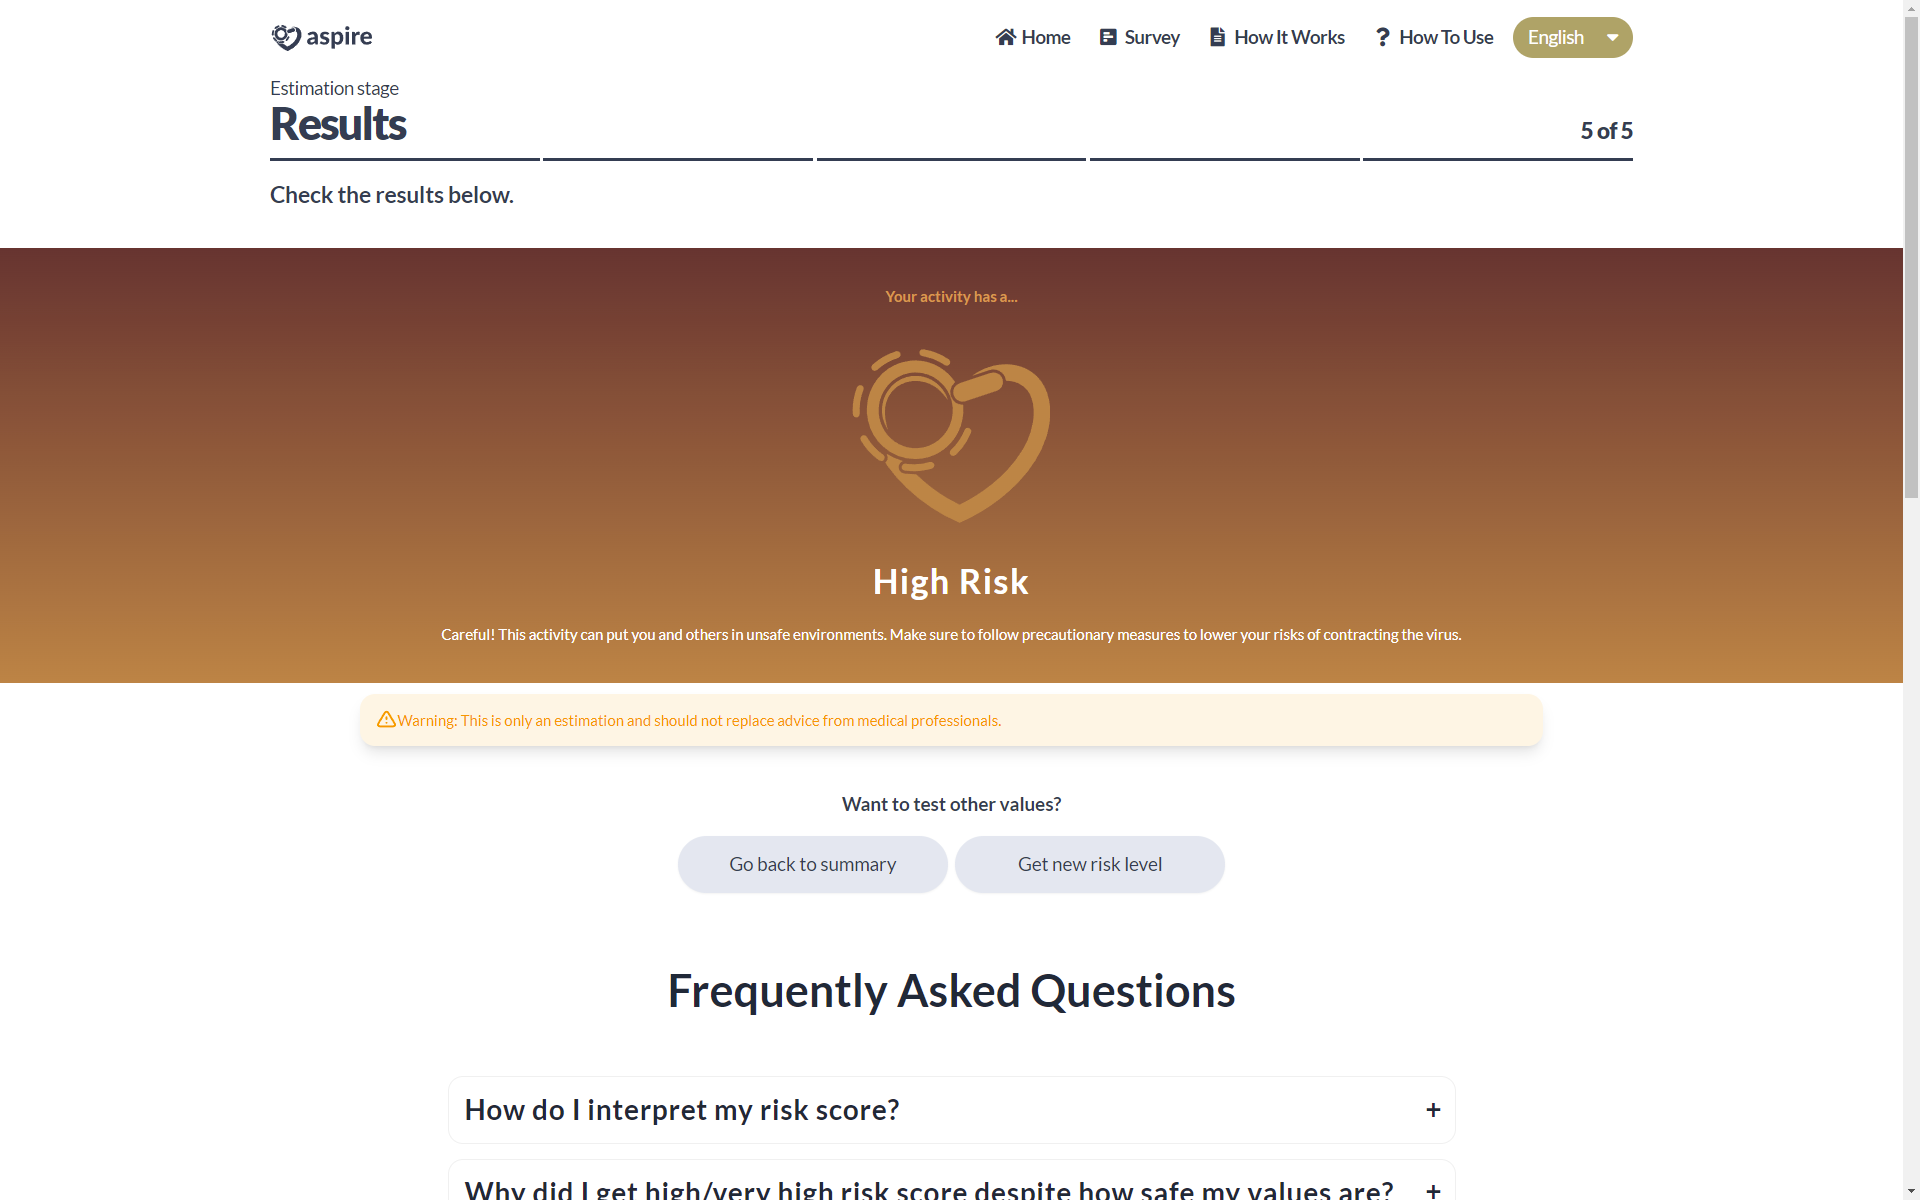 aspire
Home
Survey
How It Works
How To Use
English
Estimation stage
Results
5 of 5
Check the results below.
Your activity has a...
High Risk
Careful! This activity can put you and others in unsafe environments. Make sure to follow precautionary measures to lower your risks of contracting the virus.
Warning: This is only an estimation and should not replace advice from medical professionals.
Want to test other values?
Go back to summary
Get new risk level
Frequently Asked Questions
How do I interpret my risk score?
+
Why did I get high/very high risk score despite how safe my values are?
+